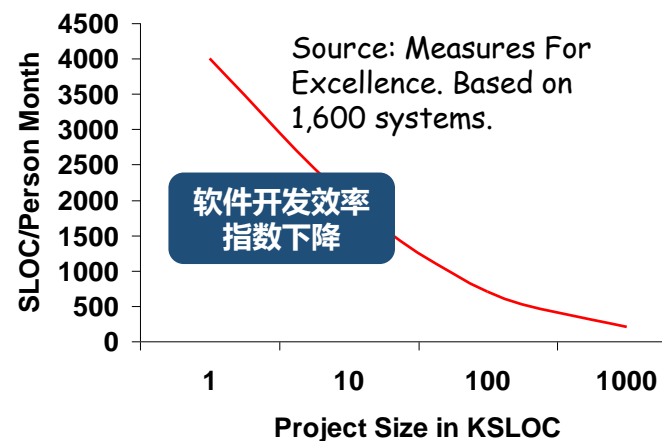 4500
4000
3500
3000
2500
2000
1500
1000
500
0
SLOC/Person Month
Source: Measures For
Excellence. Based on
1,600 systems.
软件开发效率
指数下降
1 10 100 1000
Project Size in KSLOC